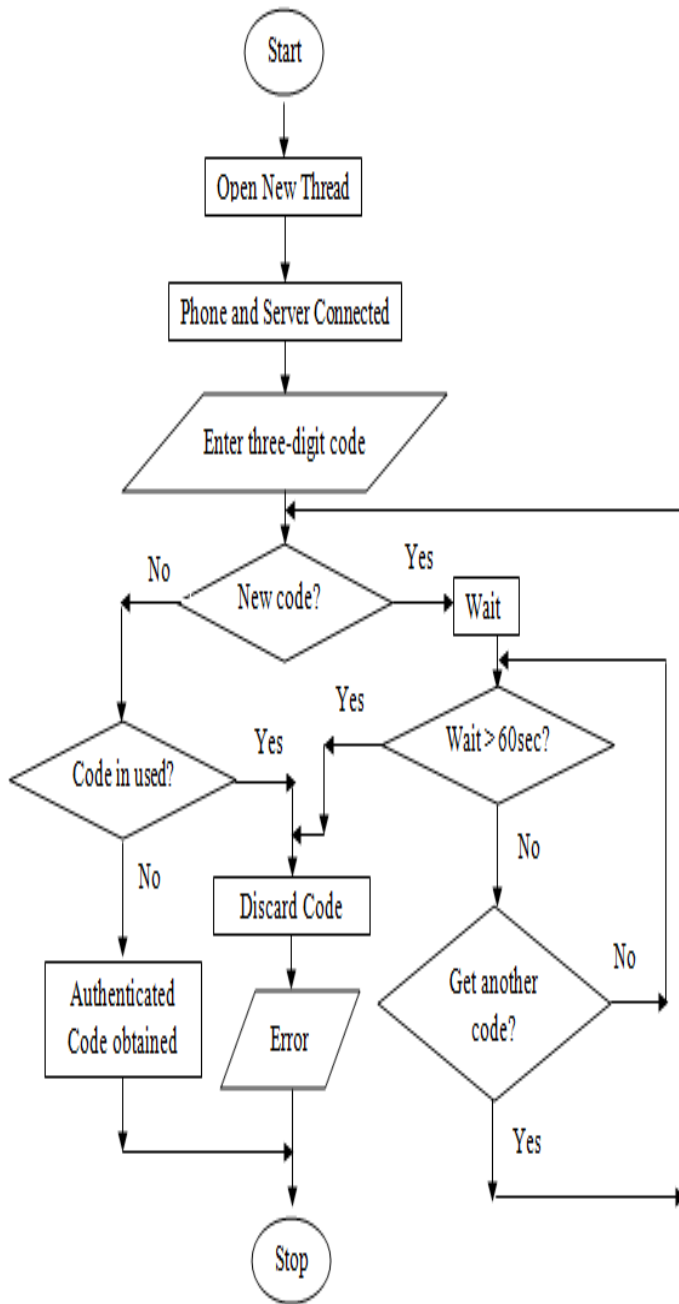 Start
Open New Thread
Phone and Server Connected
Enter three-digit code
No
Yes
New code?
Wait
Yes
Yes
Wait > 60sec?
Code in used?
No
No
Discard Code
No
Get another
code?
Authenticated
Code obtained
Error
Yes
Stop